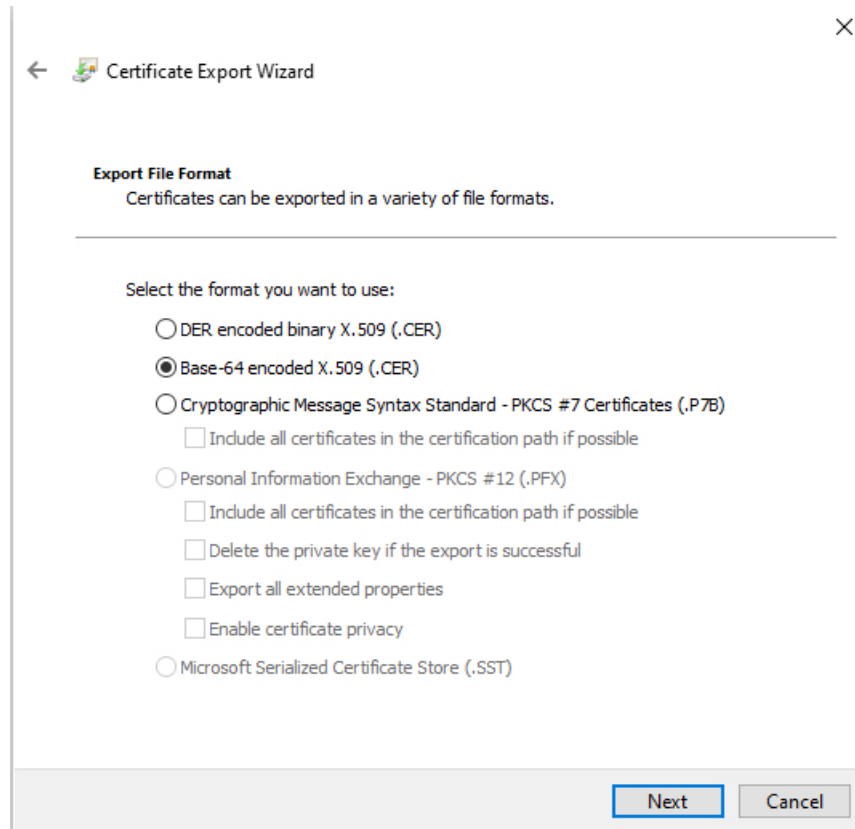 Certificate Export Wizard
Export File Format
Certificates can be exported in a variety of file formats.
Select the format you want to use:
DER encoded binary X.509 (.CER)
Base-64 encoded X.509 (.CER)
Cryptographic Message Syntax Standard - PKCS #7 Certificates (.P7B)
Include all certificates in the certification path if possible
Personal Information Exchange - PKCS #12 (.PFX)
Include all certificates in the certification path if possible
Delete the private key if the export is successful
Export all extended properties
Enable certificate privacy
Microsoft Serialized Certificate Store (.SST)
Next Cancel